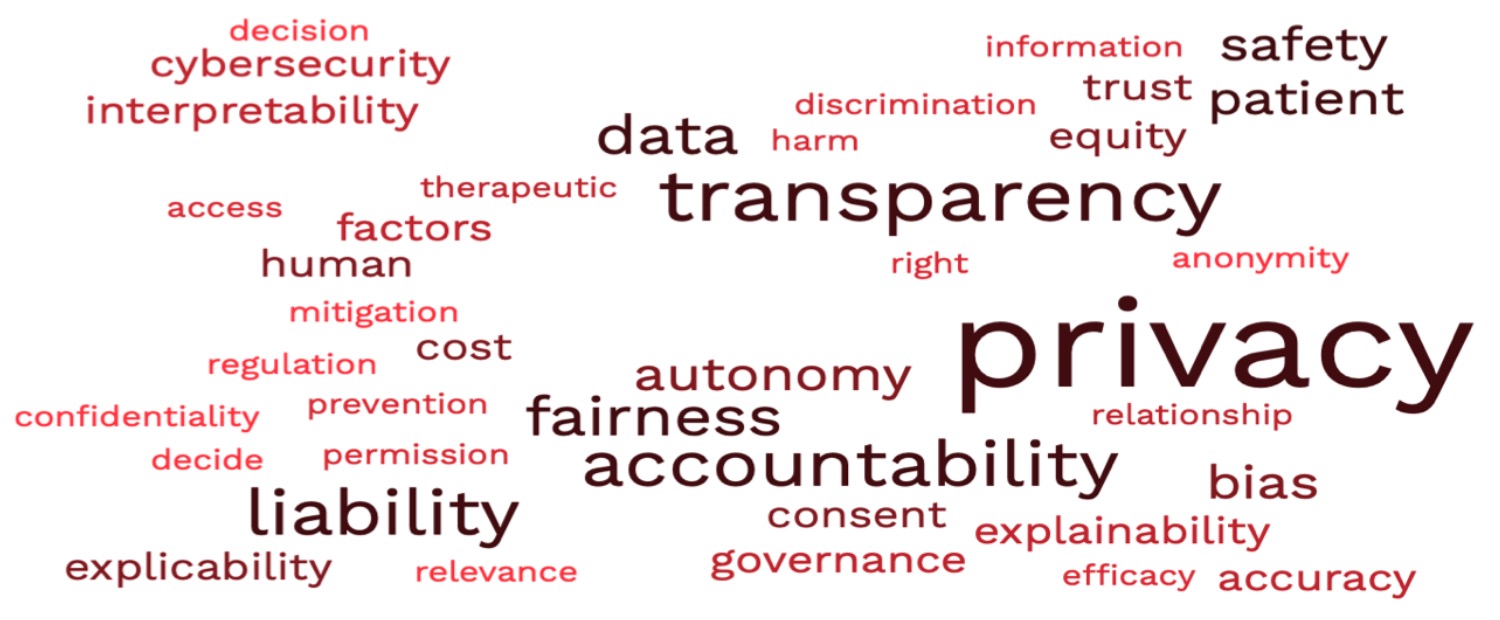 decision
cybersecurity
interpretability
information
safety
trust
patient
discrimination
data
harm
equity
therapeutic
transparency
access
factors
human
right
anonymity
mitigation
privacy
cost
regulation
autonomy
confidentiality
prevention
fairness
relationship
decide
permission
accountability
bias
liability
consent
explainability
explicability
relevance
governance
efficacy
accuracy